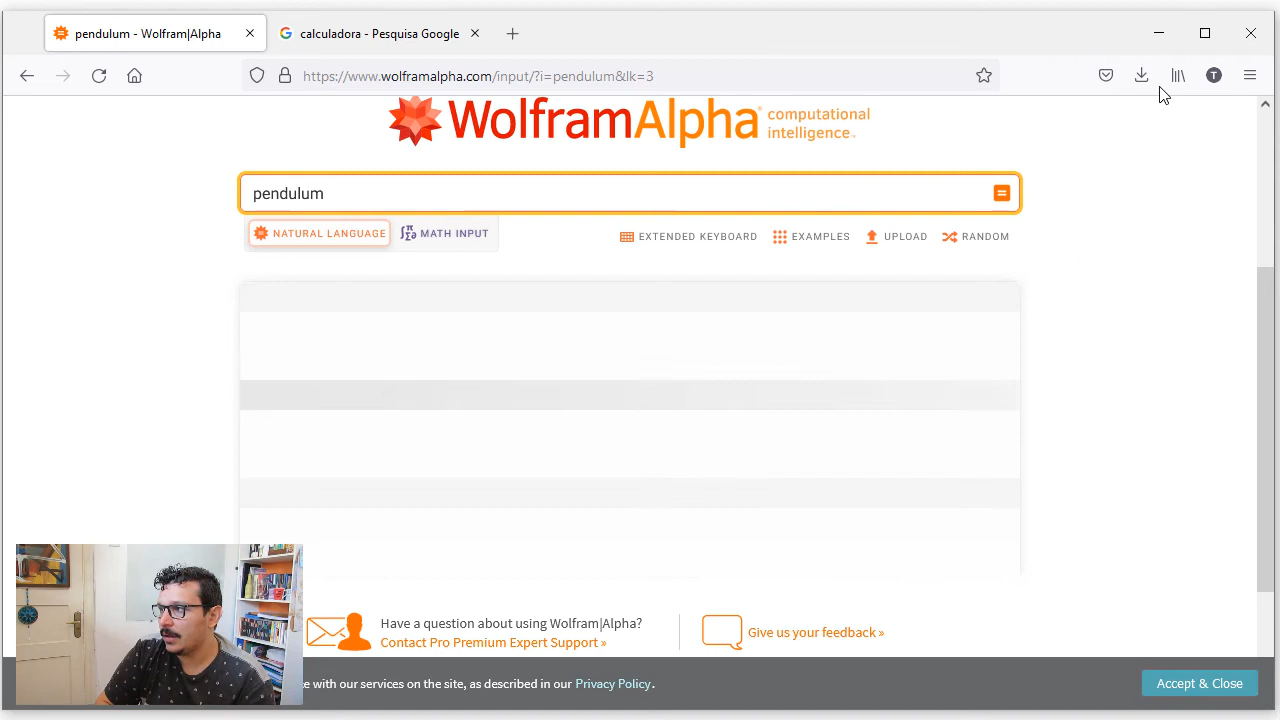 pendulum - Wolfram|Alpha
calculadora - Pesquisa Google
https://www.wolframalpha.com/input/?i=pendulum&lk=3
T
WolframAlpha computational intelligence™
pendulum
NATURAL LANGUAGE
MATH INPUT
EXTENDED KEYBOARD
EXAMPLES
UPLOAD
RANDOM
Have a question about using Wolfram|Alpha?
Contact Pro Premium Expert Support »
Give us your feedback »
e with our services on the site, as described in our Privacy Policy.
Accept & Close